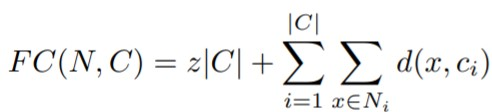 FC(N, C) = z|C| + \sum_{i=1}^{|C|} \sum_{x \in N_i} d(x, c_i)